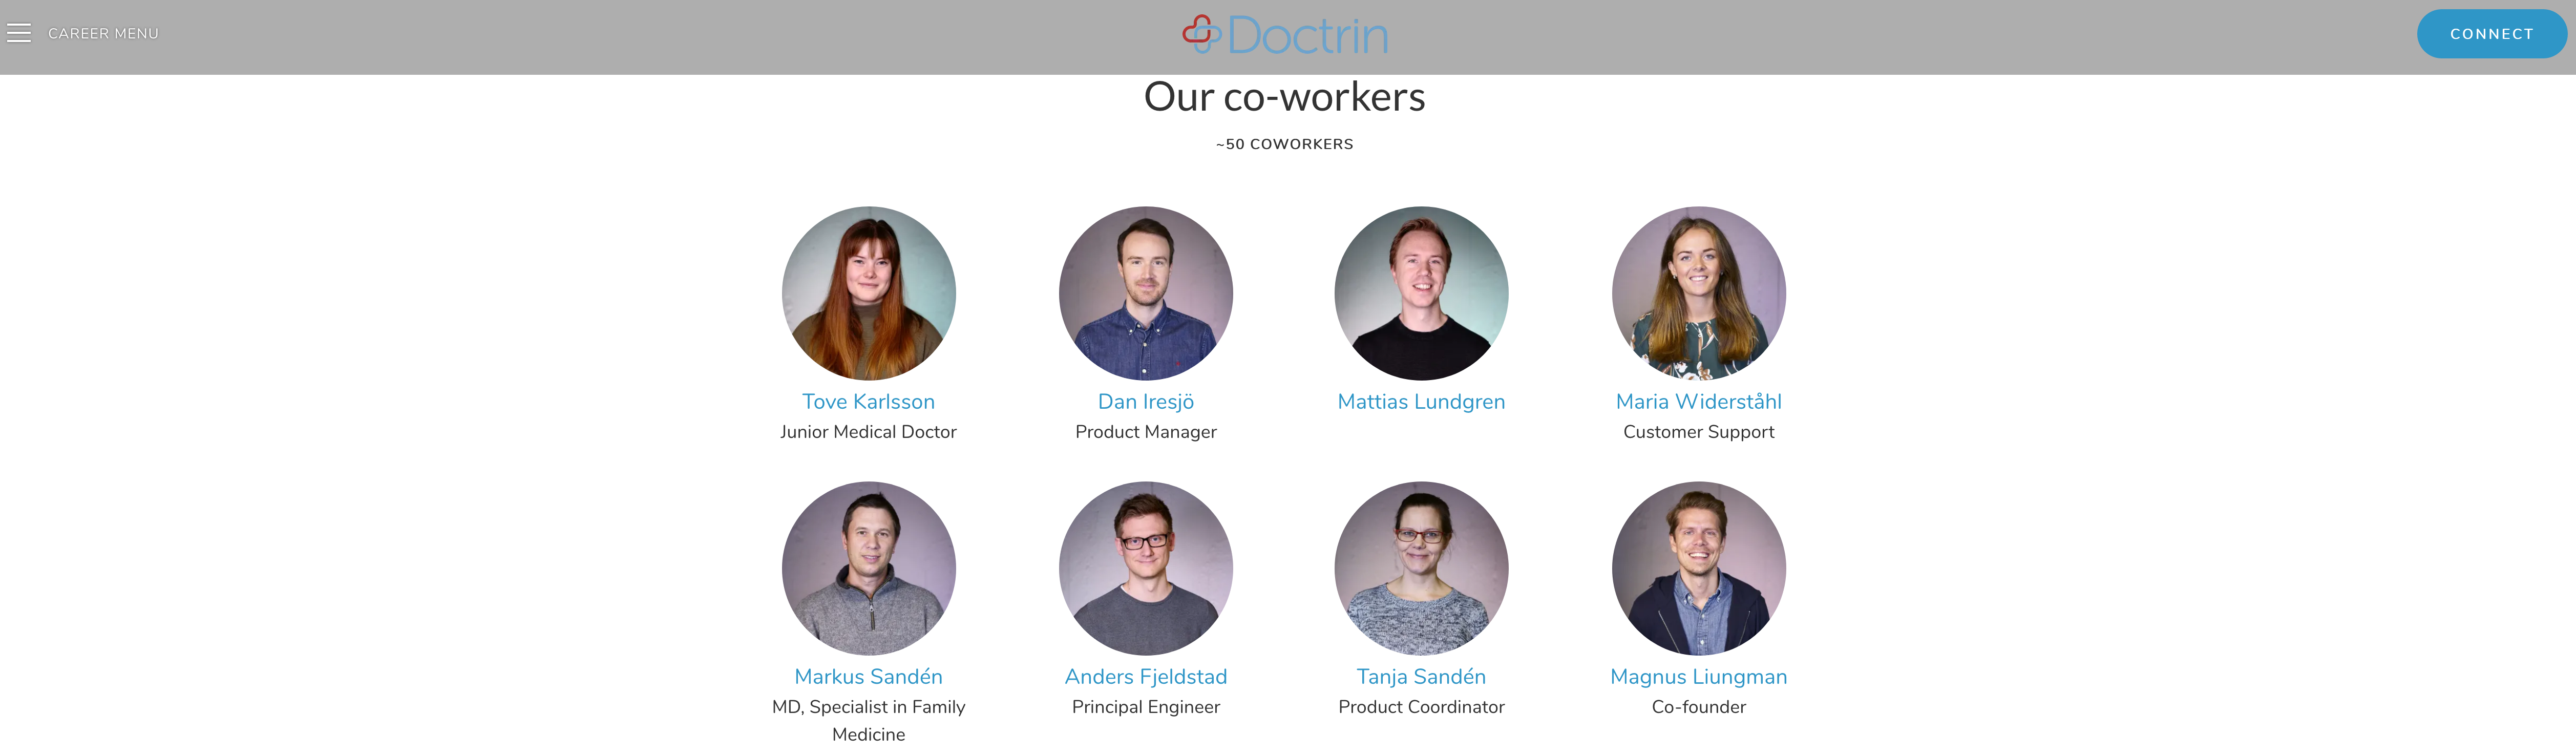 CAREER MENU
Doctrin
CONNECT
Our co-workers
~50 COWORKERS
Tove Karlsson
Junior Medical Doctor
Dan Iresjö
Product Manager
Mattias Lundgren
Maria Widerståhl
Customer Support
Markus Sandén
MD, Specialist in Family
Medicine
Anders Fjeldstad
Principal Engineer
Tanja Sandén
Product Coordinator
Magnus Liungman
Co-founder